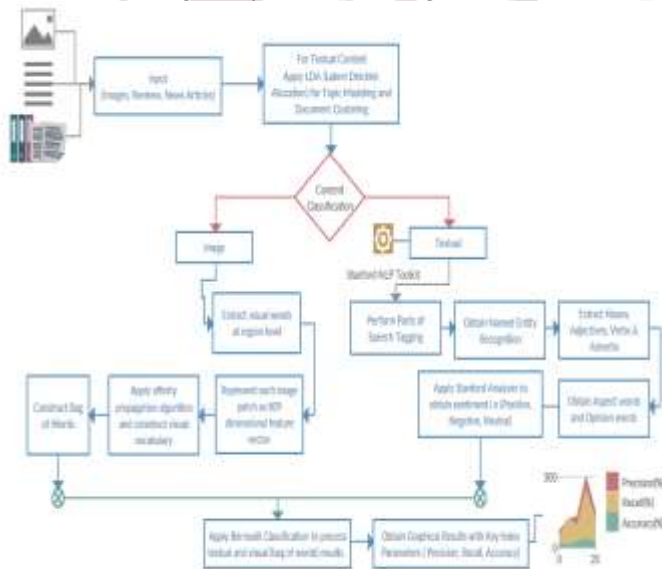 Input
(Images, Reviews, News Articles)
For Textual Content
Apply LDA (Latent Dirichlet
Allocation) for Topic Modeling and
Document Clustering
Content
Classification
Image
Textual
Stanford NLP Toolkit
Extract visual words
at region level
Perform Parts of
Speech Tagging
Obtain Named Entity
Recognition
Extract Nouns,
Adjectives, Verbs &
Adverbs
Construct Bag
of Words
Apply affinity
propagation algorithm
and construct visual
vocabulary
Represent each image
patch as
dimensional feature
vector
Apply Stanford Analyzer to
obtain sentiment in (Positive,
Negative, Neutral)
Obtain Aspect words
and Opinion words
300
Precision(%)
Recall(%)
Accuracy(%)
0
20
Apply Classification to process
textual and visual (bag of words) results
Obtain Graphical Results with Key Index
Parameters ( Precision, Recall, Accuracy)